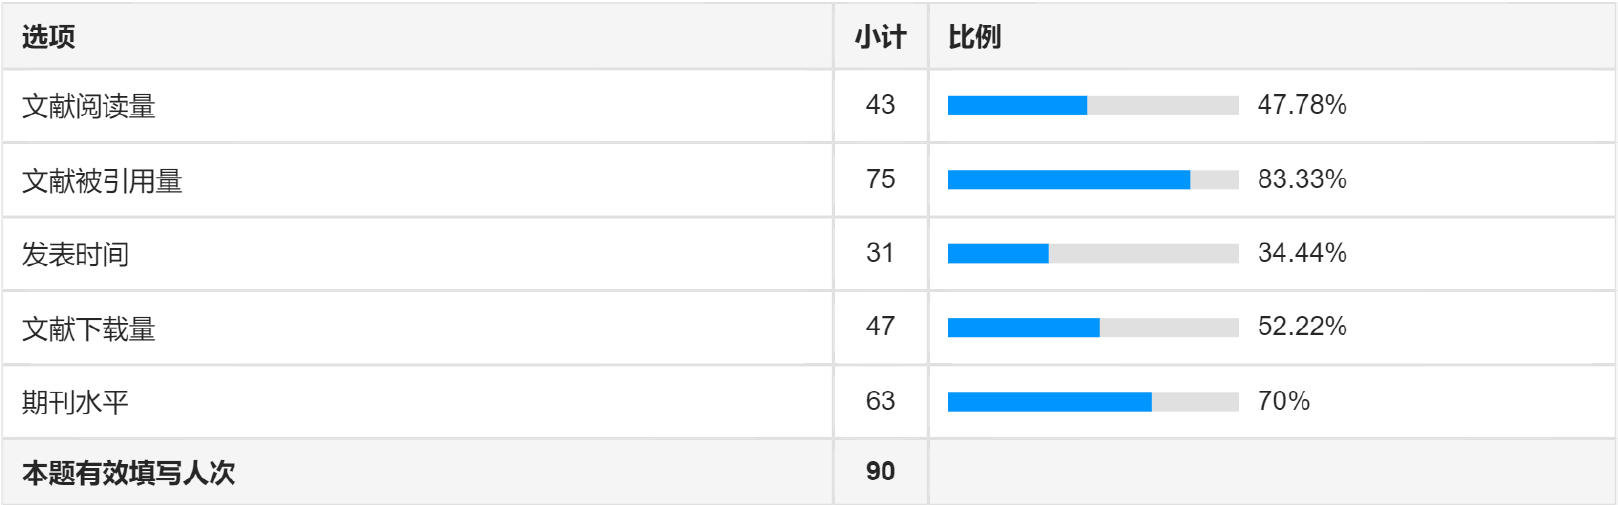 选项 小计 比例
文献阅读量 43 47.78%
文献被引用量 75 83.33%
发表时间 31 34.44%
文献下载量 47 52.22%
期刊水平 63 70%
本题有效填写人次 90